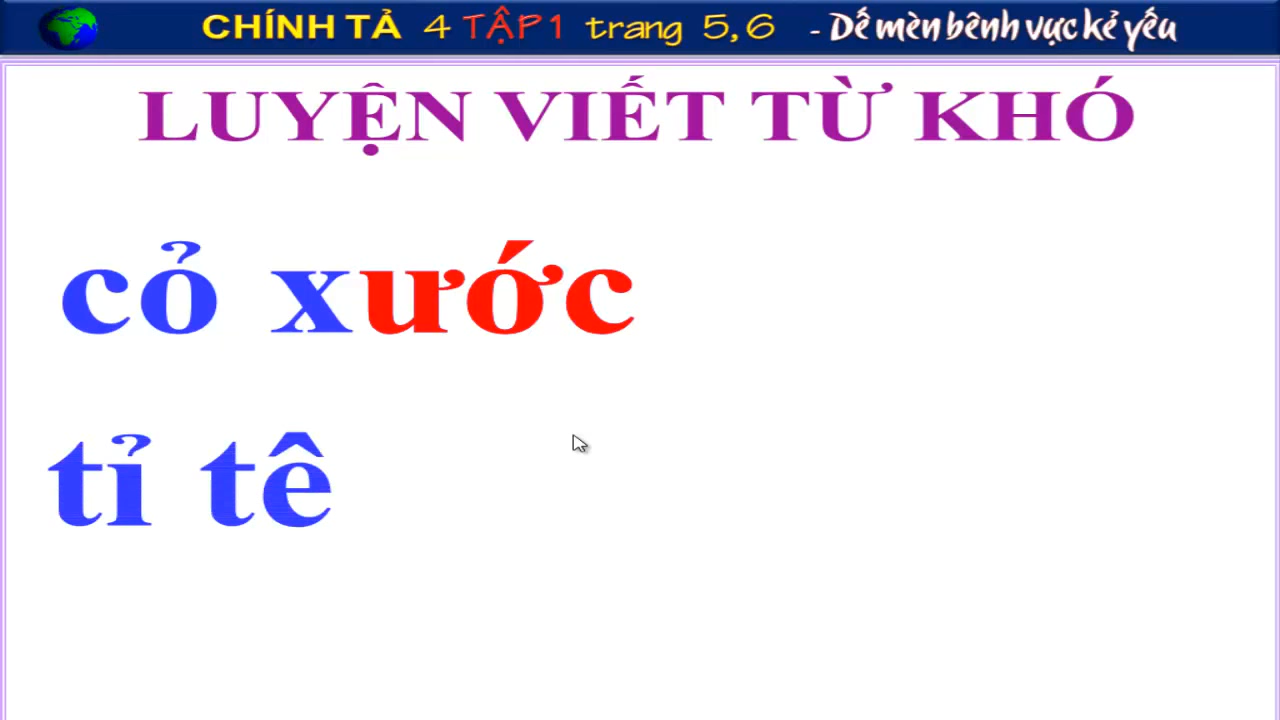 CHÍNH TẢ 4 TẬP 1 trang 5,6 - Dế mèn bênh vực kẻ yếu
LUYỆN VIẾT TỪ KHÓ
cỏ xước
tỉ tê